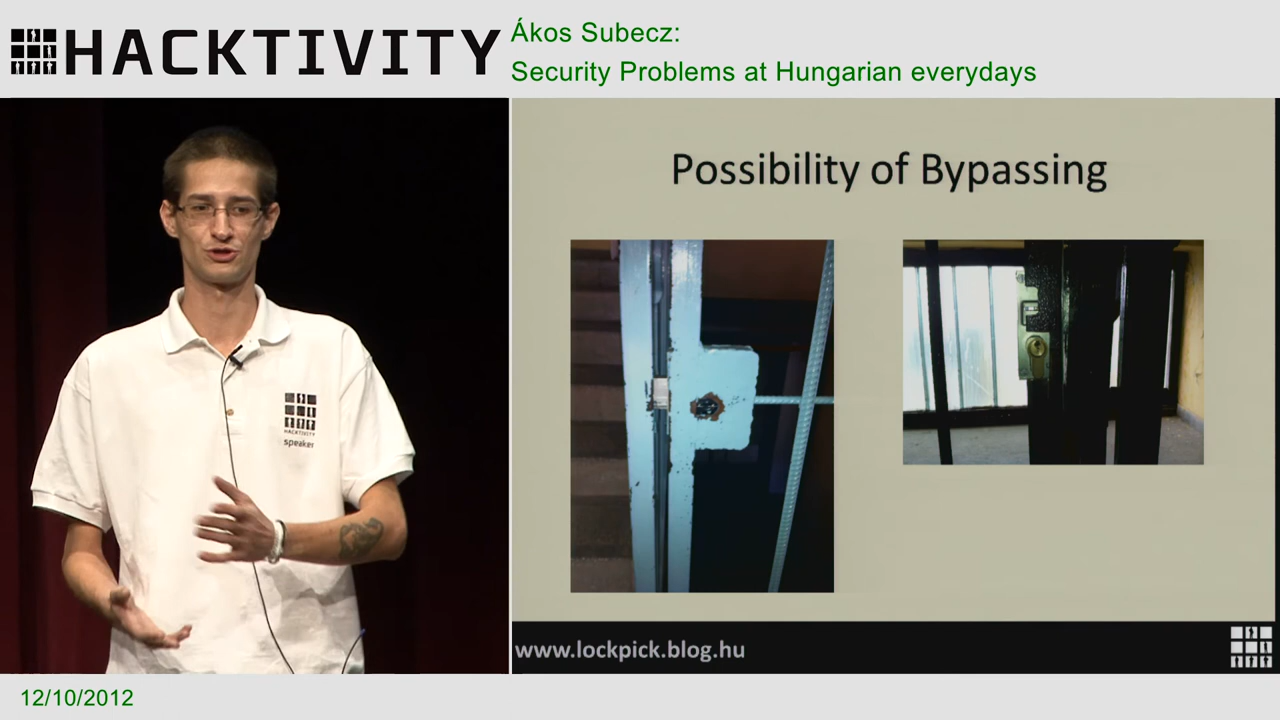 HACKTIVITY
Ákos Subecz:
Security Problems at Hungarian everydays
Possibility of Bypassing
HACKTIVITY
speaker
www.lockpick.blog.hu
12/10/2012